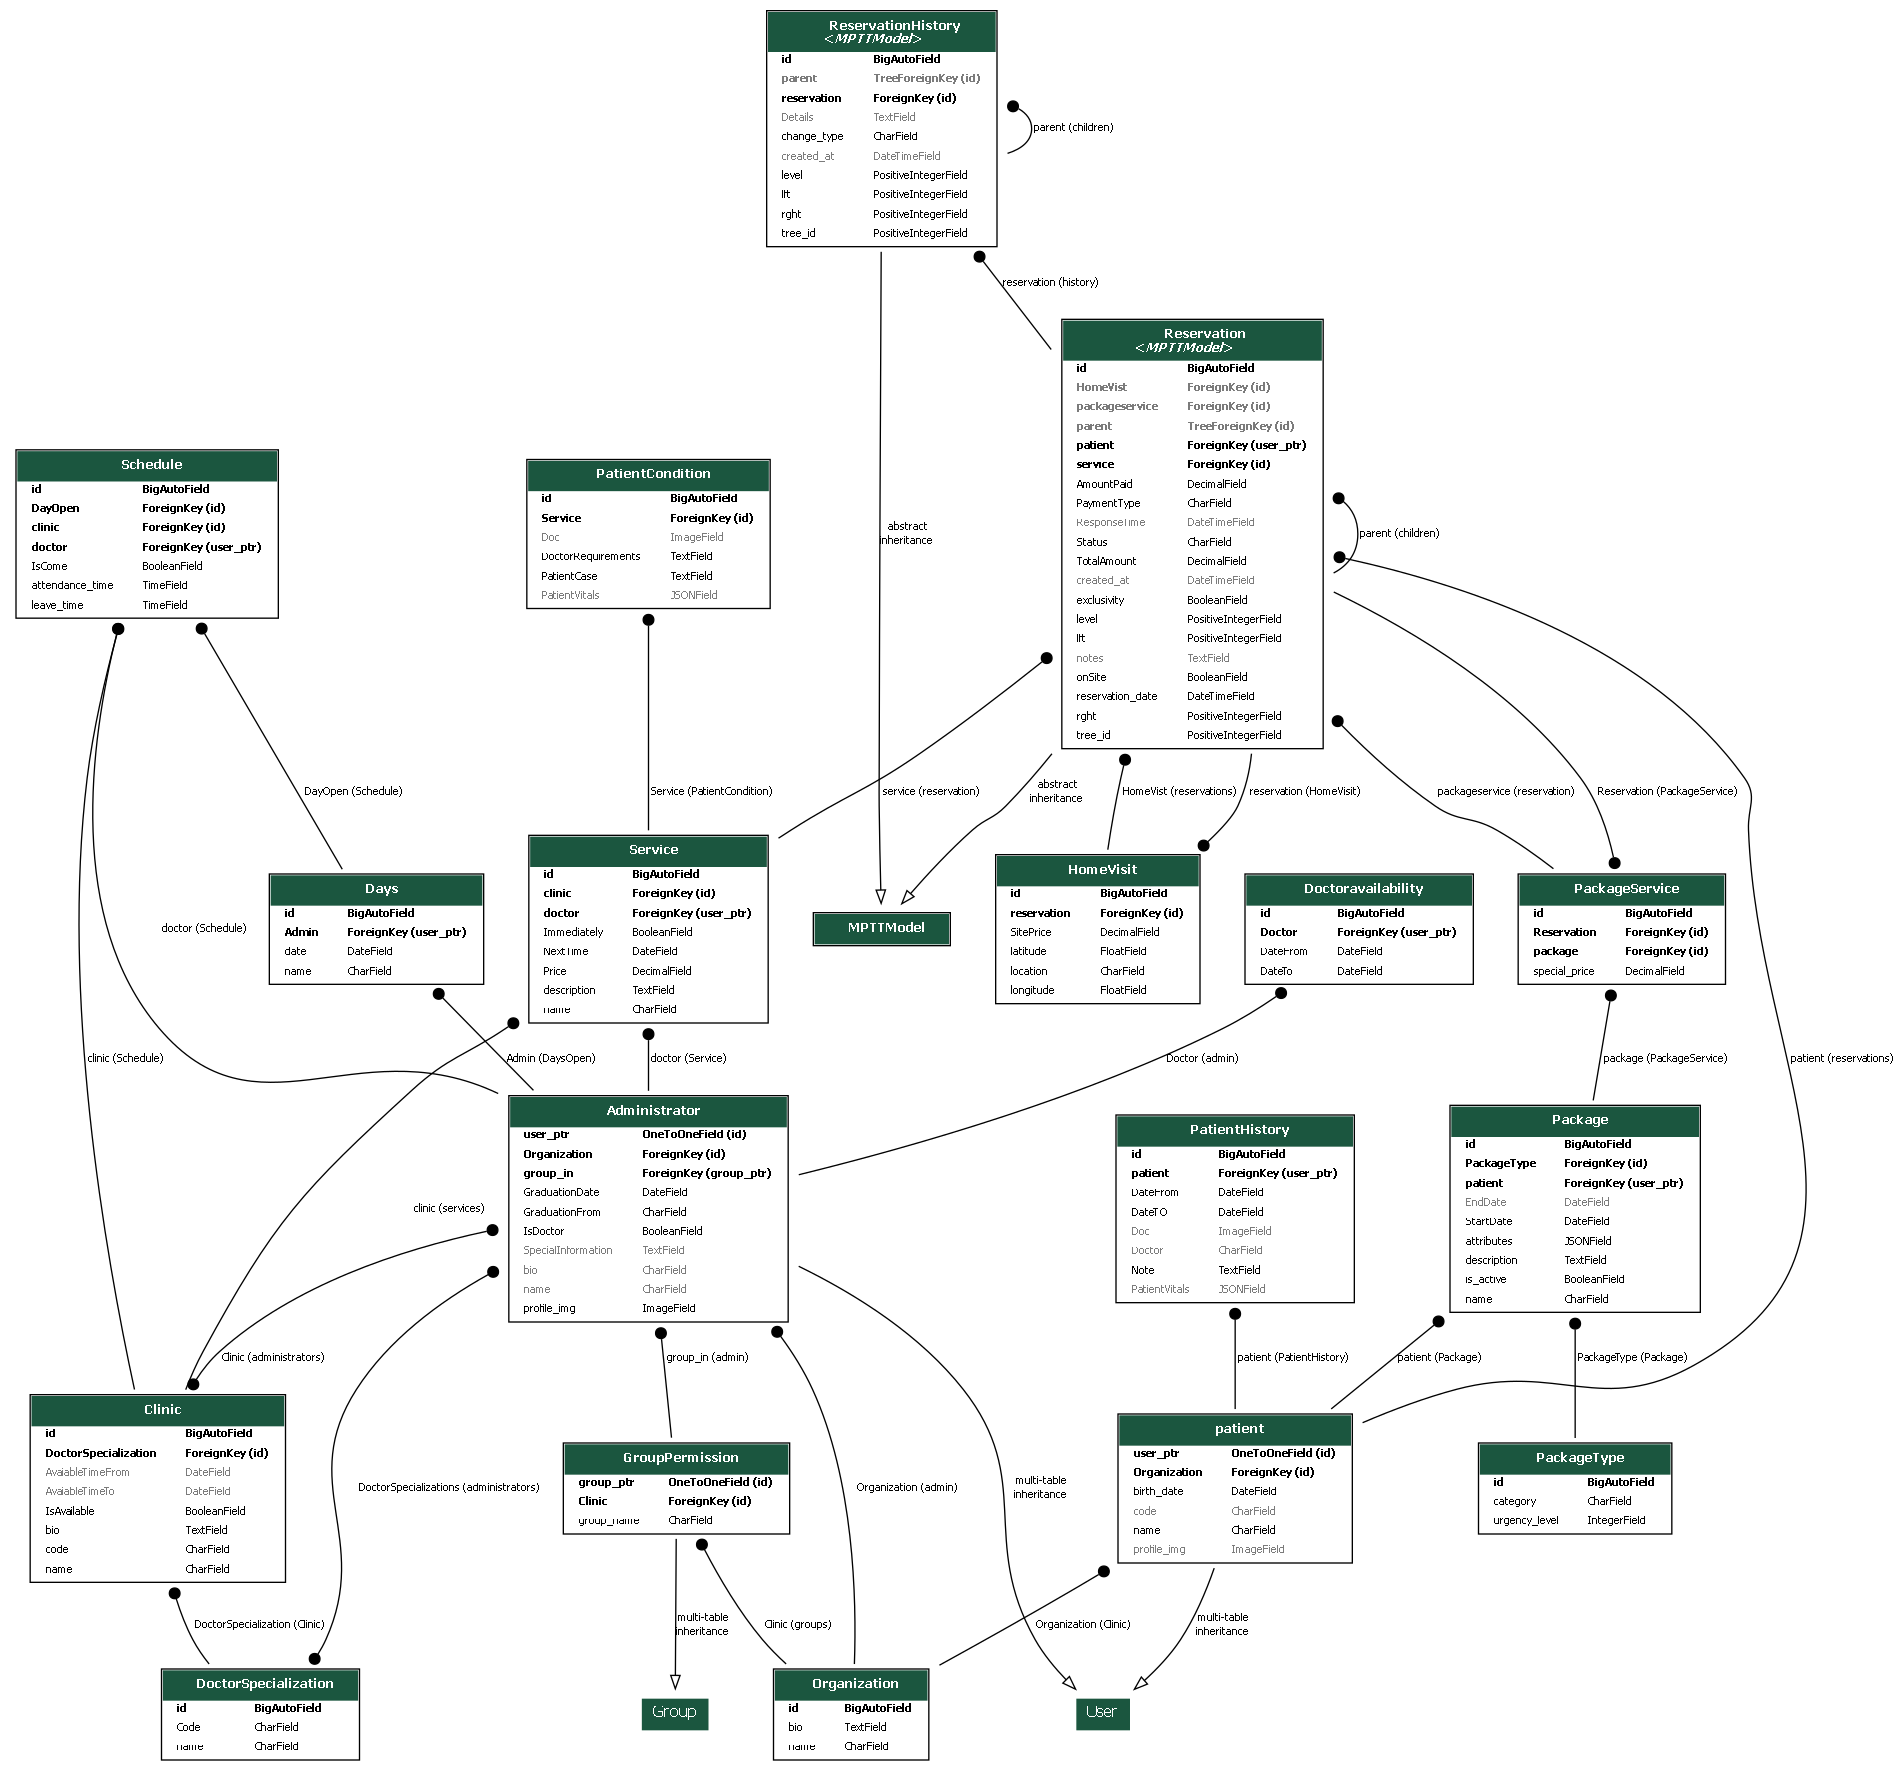 ReservationHistory
<MPTTModel>
id BigAutoField
parent TreeForeignKey (id)
reservation ForeignKey (id)
Details TextField
change_type CharField
created_at DateTimeField
level PositiveIntegerField
lft PositiveIntegerField
rght PositiveIntegerField
tree_id PositiveIntegerField
parent (children)
reservation (history)
Reservation
<MPTTModel>
id BigAutoField
HomeVist ForeignKey (id)
packageservice ForeignKey (id)
parent TreeForeignKey (id)
patient ForeignKey (user_ptr)
service ForeignKey (id)
AmountPaid DecimalField
PaymentType CharField
ResponseTime DateTimeField
Status CharField
TotalAmount DecimalField
created_at DateTimeField
exclusivity BooleanField
level PositiveIntegerField
lft PositiveIntegerField
notes TextField
onSite BooleanField
reservation_date DateTimeField
rght PositiveIntegerField
tree_id PositiveIntegerField
parent (children)
Schedule
id BigAutoField
DayOpen ForeignKey (id)
clinic ForeignKey (id)
doctor ForeignKey (user_ptr)
IsCome BooleanField
attendance_time TimeField
leave_time TimeField
PatientCondition
id BigAutoField
Service ForeignKey (id)
Doc ImageField
DoctorRequirements TextField
PatientCase TextField
PatientVitals JSONField
abstract
inheritance
DayOpen (Schedule)
Service (PatientCondition)
service (reservation)
abstract
inheritance
HomeVist (reservations)
reservation (HomeVisit)
packageservice (reservation)
Reservation (PackageService)
Service
id BigAutoField
clinic ForeignKey (id)
doctor ForeignKey (user_ptr)
Immediately BooleanField
NextTime DateField
Price DecimalField
description TextField
name CharField
Days
id BigAutoField
Admin ForeignKey (user_ptr)
date DateField
name CharField
MPTTModel
HomeVisit
id BigAutoField
reservation ForeignKey (id)
SitePrice DecimalField
latitude FloatField
location CharField
longitude FloatField
Doctoravailability
id BigAutoField
Doctor ForeignKey (user_ptr)
DateFrom DateField
DateTo DateField
PackageService
id BigAutoField
Reservation ForeignKey (id)
package ForeignKey (id)
special_price DecimalField
doctor (Schedule)
clinic (Schedule)
Admin (DaysOpen)
doctor (Service)
Doctor (admin)
package (PackageService)
patient (reservations)
Administrator
user_ptr OneToOneField (id)
Organization ForeignKey (id)
group_in ForeignKey (group_ptr)
GraduationDate DateField
GraduationFrom CharField
IsDoctor BooleanField
SpecialInformation TextField
bio CharField
name CharField
profile_img ImageField
PatientHistory
id BigAutoField
patient ForeignKey (user_ptr)
DateFrom DateField
DateTO DateField
Doc ImageField
Doctor CharField
Note TextField
PatientVitals JSONField
Package
id BigAutoField
PackageType ForeignKey (id)
patient ForeignKey (user_ptr)
EndDate DateField
StartDate DateField
attributes JSONField
description TextField
is_active BooleanField
name CharField
clinic (services)
Clinic (administrators)
group_in (admin)
patient (PatientHistory)
patient (Package)
PackageType (Package)
Clinic
id BigAutoField
DoctorSpecialization ForeignKey (id)
AvaiableTimeFrom DateField
AvaiableTimeTo DateField
IsAvailable BooleanField
bio TextField
code CharField
name CharField
DoctorSpecializations (administrators)
GroupPermission
group_ptr OneToOneField (id)
Clinic ForeignKey (id)
group_name CharField
Organization (admin)
multi-table
inheritance
patient
user_ptr OneToOneField (id)
Organization ForeignKey (id)
birth_date DateField
code CharField
name CharField
profile_img ImageField
PackageType
id BigAutoField
category CharField
urgency_level IntegerField
DoctorSpecialization (Clinic)
multi-table
inheritance
Clinic (groups)
Organization (Clinic)
multi-table
inheritance
DoctorSpecialization
id BigAutoField
Code CharField
name CharField
Group
Organization
id BigAutoField
bio TextField
name CharField
User